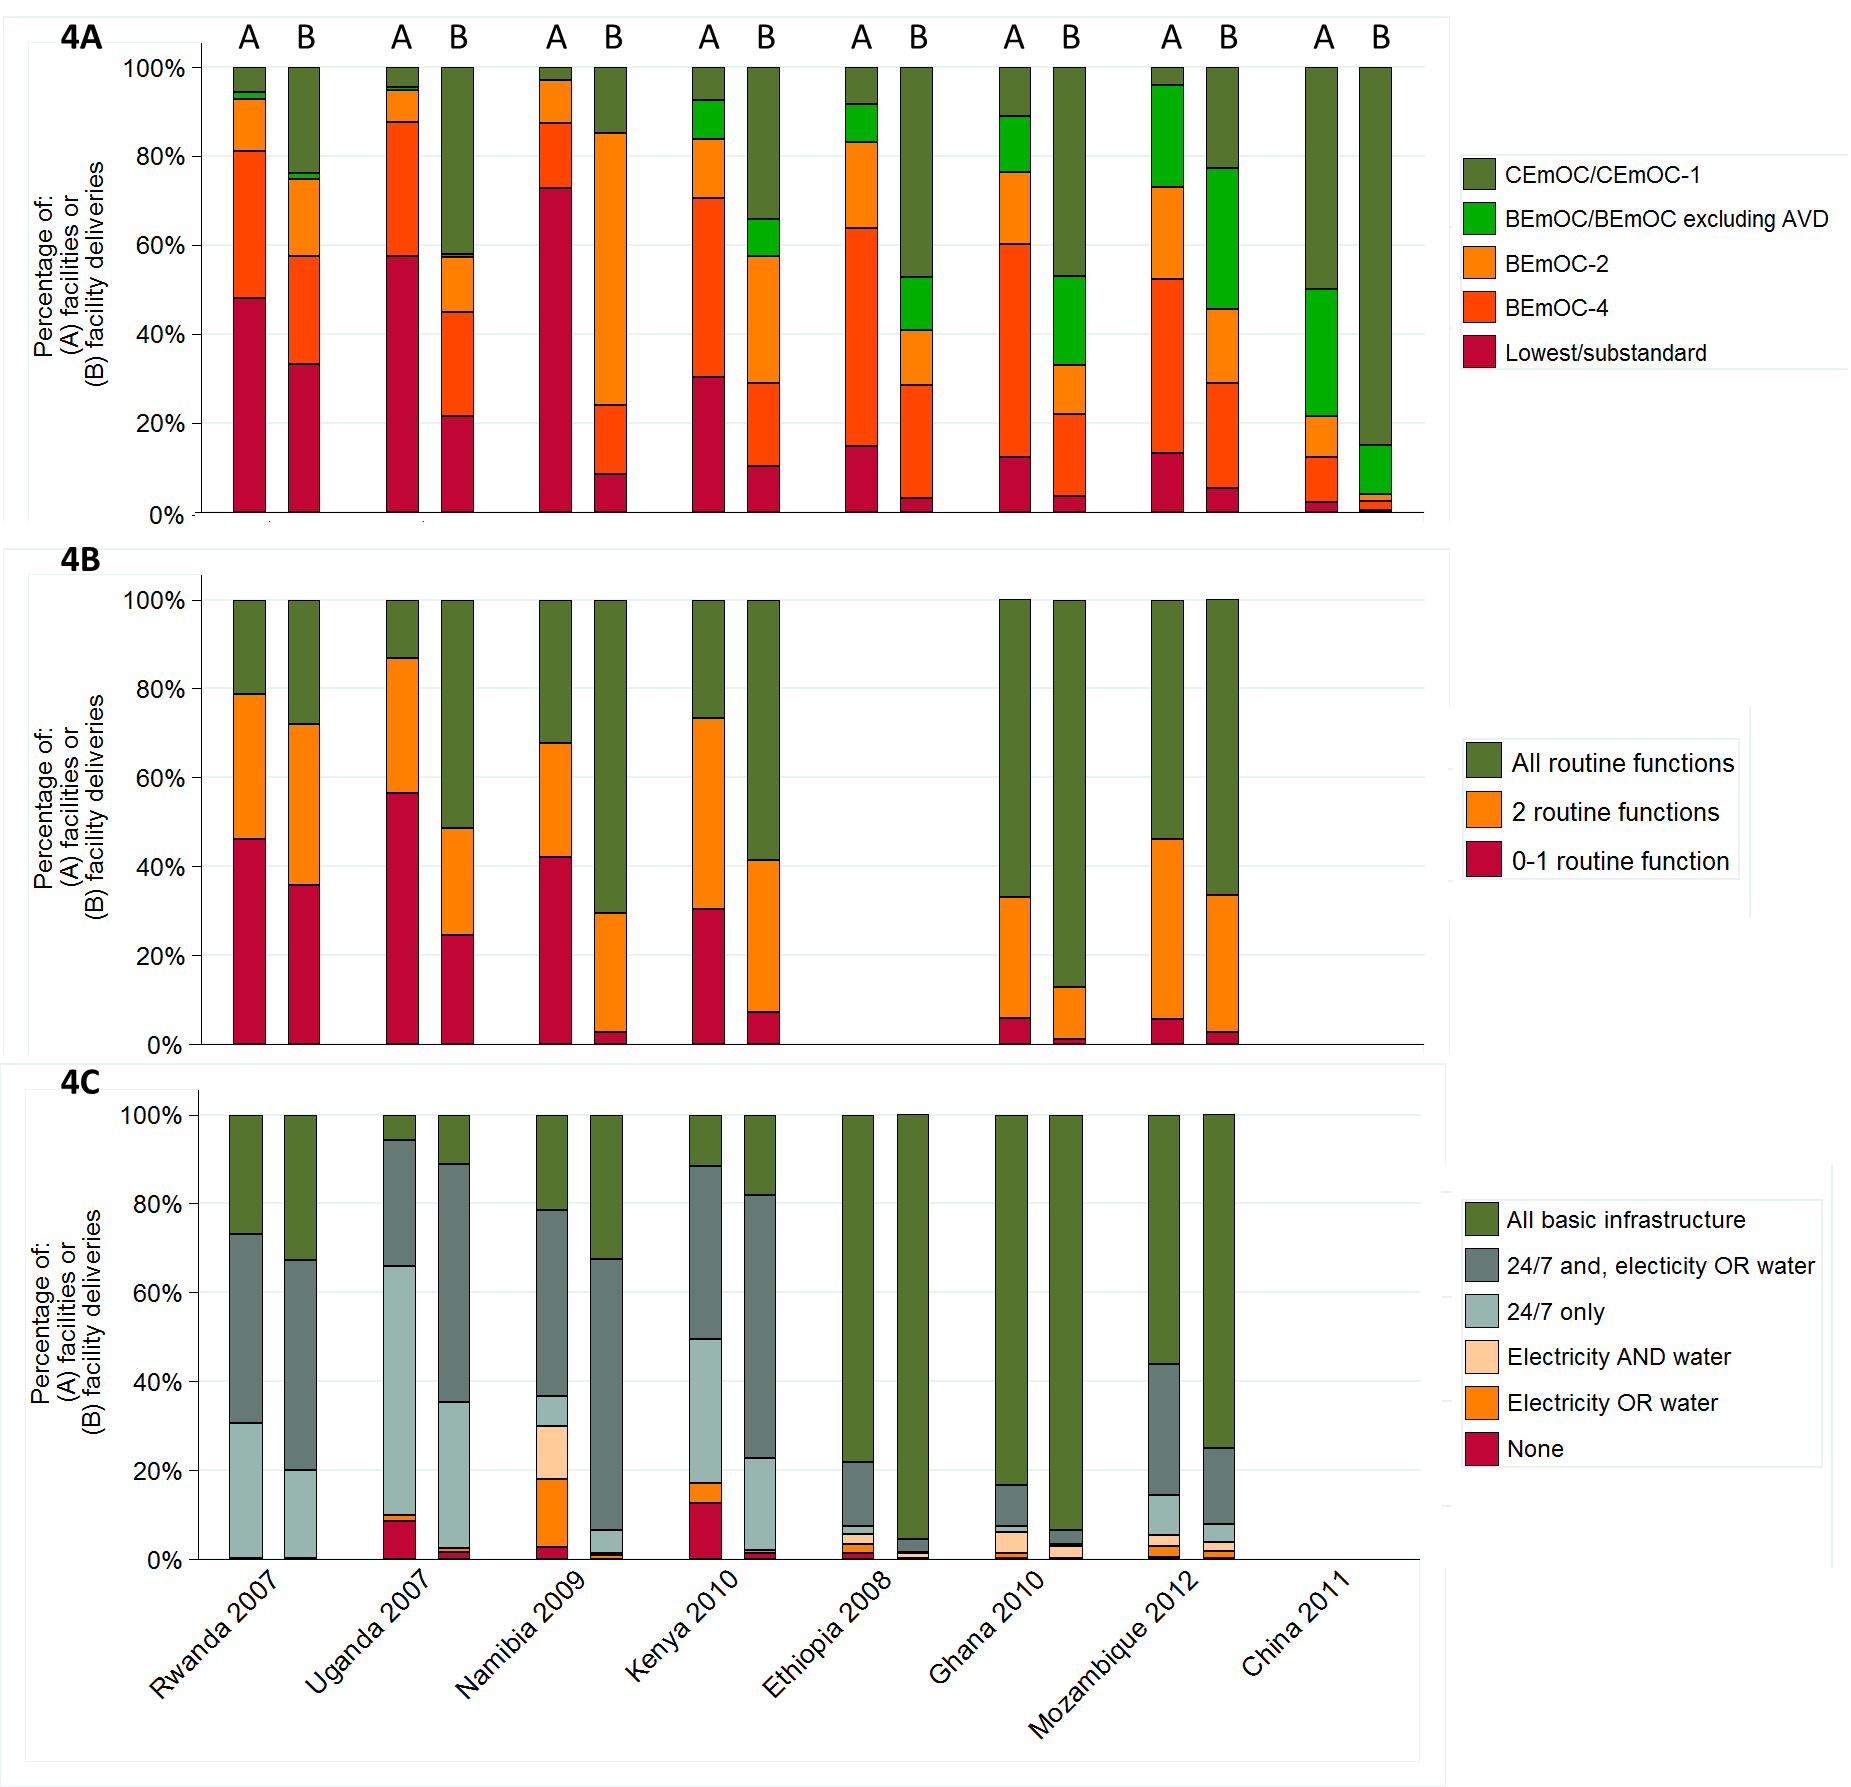 4A
A B A B A B A B A B A B A B A B
100%
80%
60%
40%
20%
0%
Percentage of:
(A) facilities or
(B) facility deliveries
CEmOC/CEmOC-1
BEmOC/BEmOC excluding AVD
BEmOC-2
BEmOC-4
Lowest/substandard
4B
100%
80%
60%
40%
20%
0%
Percentage of:
(A) facilities or
(B) facility deliveries
All routine functions
2 routine functions
0-1 routine function
4C
100%
80%
60%
40%
20%
0%
Percentage of:
(A) facilities or
(B) facility deliveries
All basic infrastructure
24/7 and, electicity OR water
24/7 only
Electricity AND water
Electricity OR water
None
Rwanda 2007
Uganda 2007
Namibia 2009
Kenya 2010
Ethiopia 2008
Ghana 2010
Mozambique 2012
China 2011